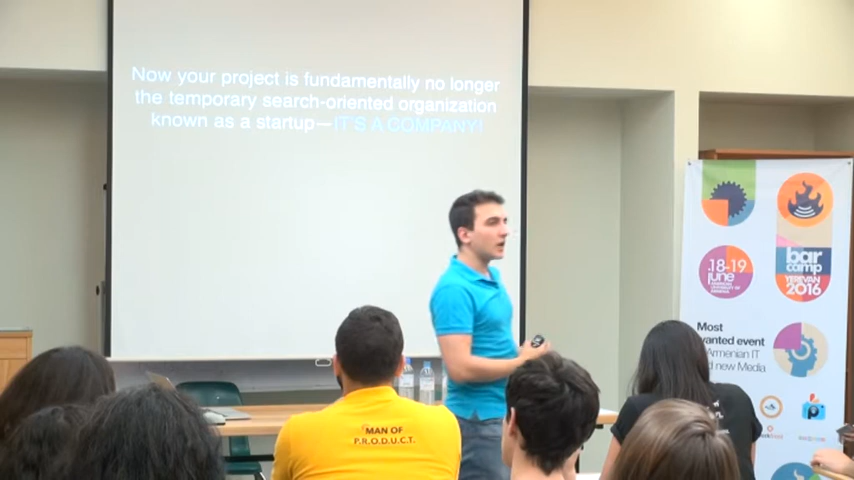 Now your project is fundamentally no longer
the temporary search-oriented organization
known as a startup—IT'S A COMPANY!
18-19
june
bar
camp
YEREVAN
2016
Most
wanted event
Armenian IT
new Media
MAN OF
P.R.O.D.U.C.T.